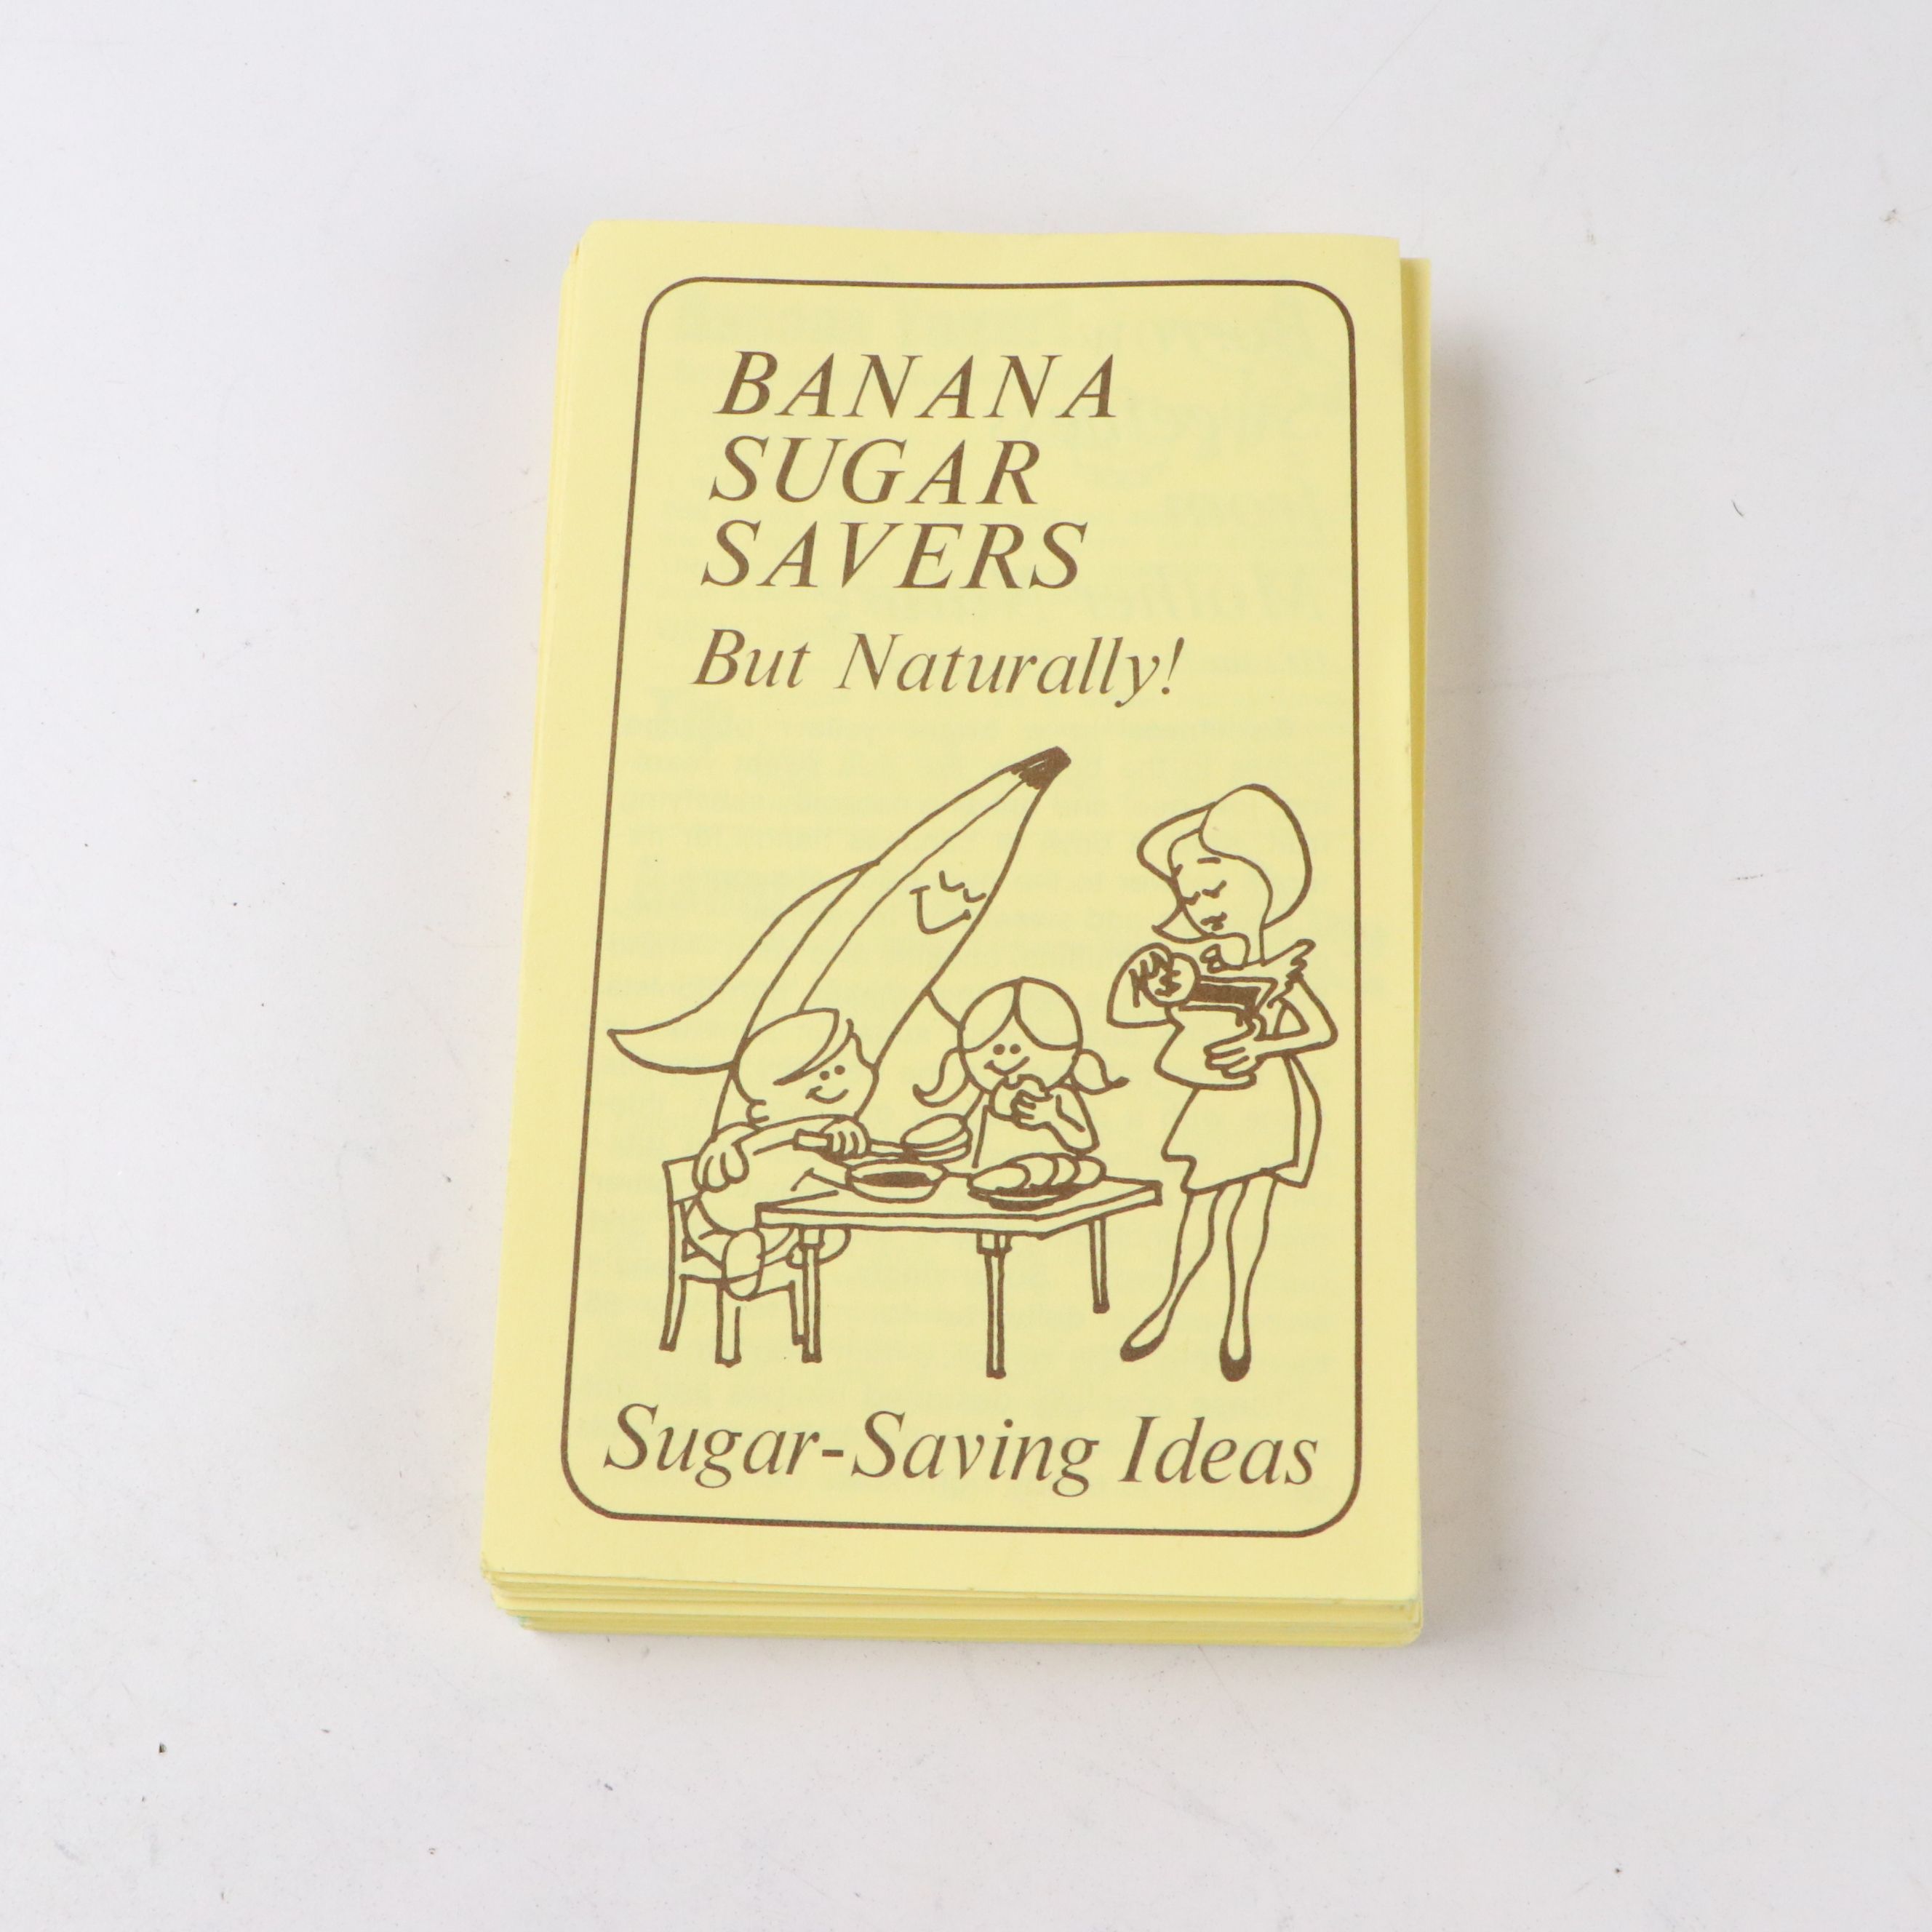 BANANA
SUGAR
SAVERS
But Naturally!
Sugar-Saving Ideas